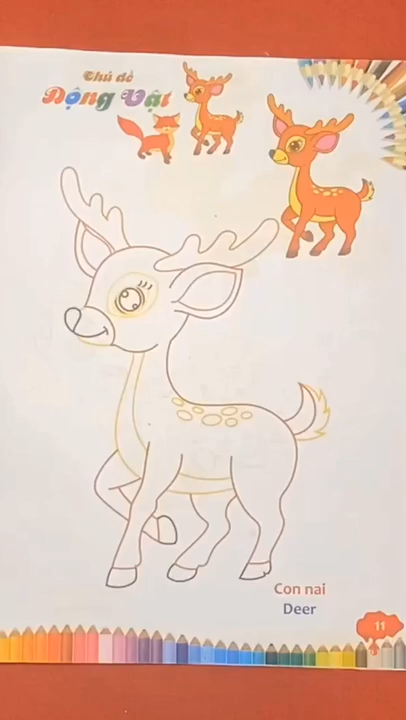 Chủ đề
Động Vật
Con nai
Deer
11